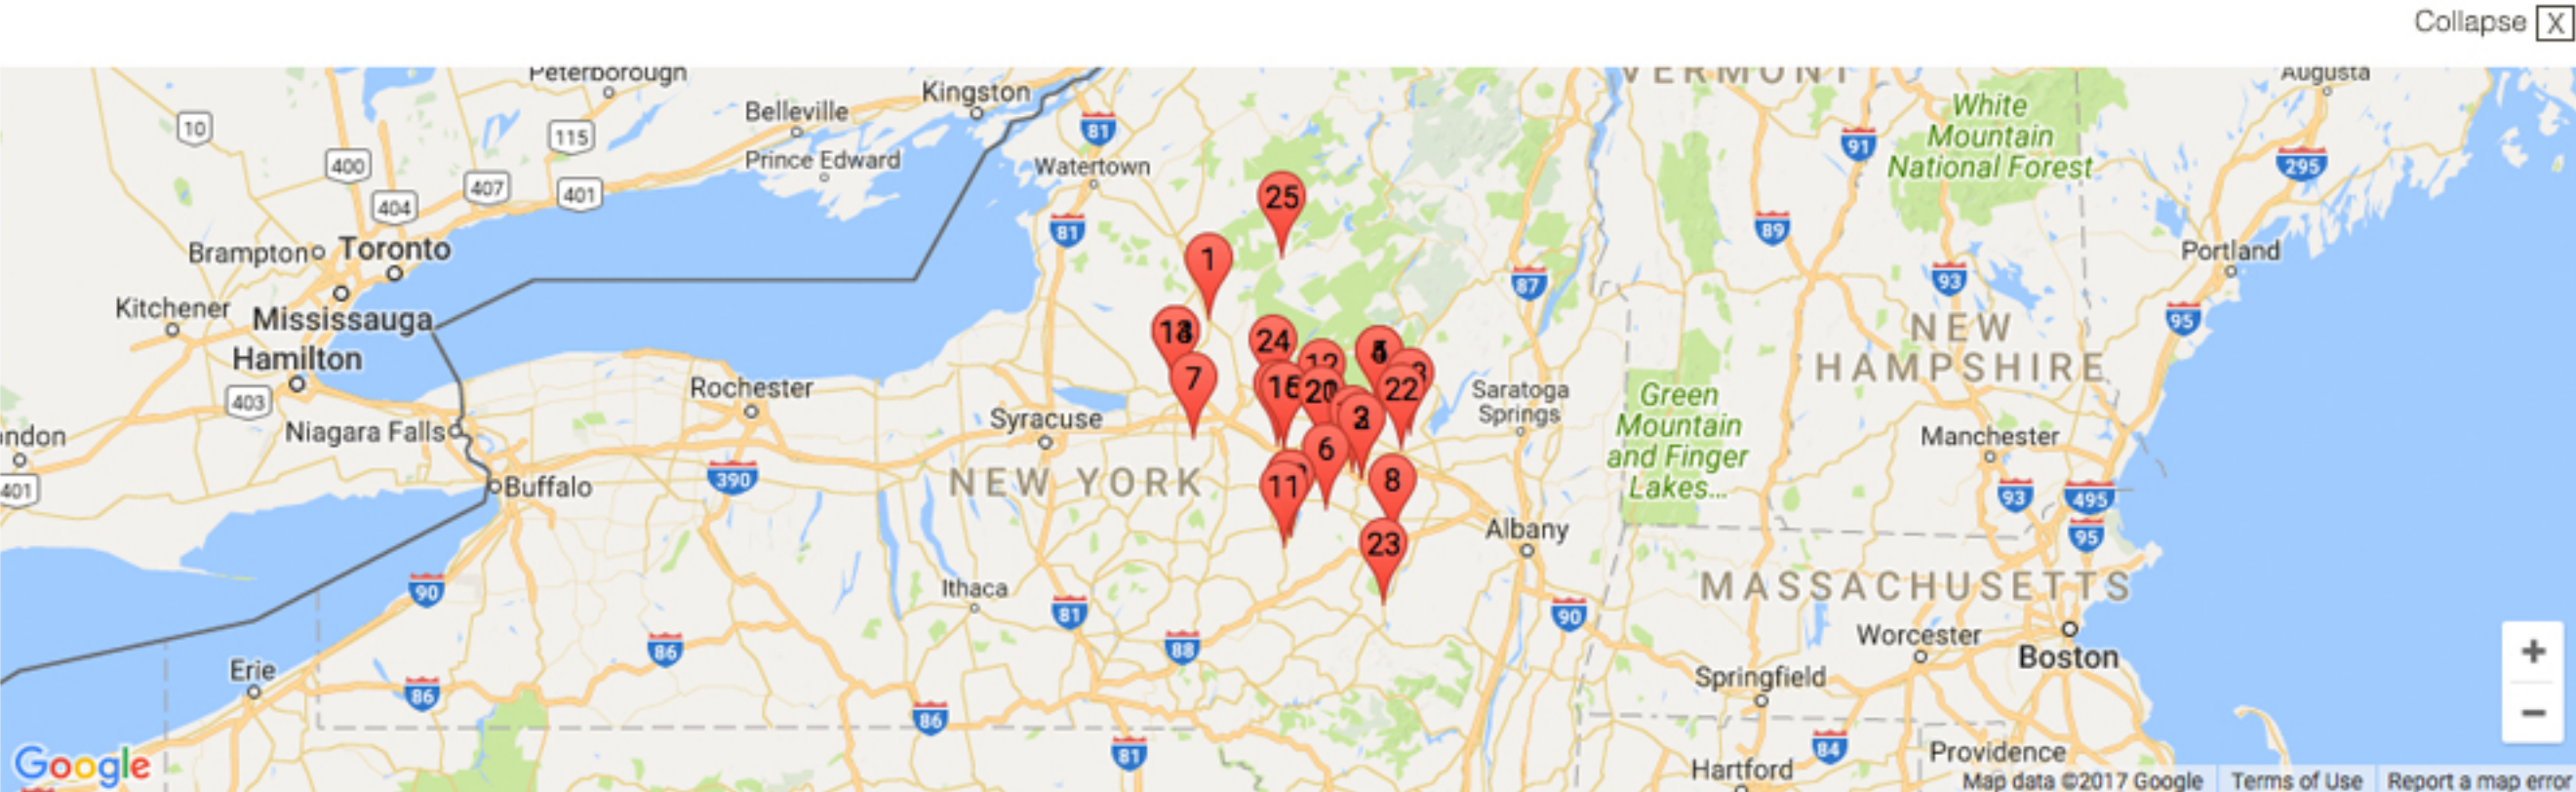 Collapse X
VERMONT
Peterborough
Augusta
Kingston
Belleville
White
Mountain
National Forest
10
115
81
91
Prince Edward
Watertown
400
407
401
404
295
25
81
89
Brampton
Toronto
1
Portland
87
93
Kitchener
Mississauga
24
12
95
NEW
HAMPSHIRE
Hamilton
7
22
20
Rochester
Saratoga
Springs
Green
Mountain
and Finger
Lakes...
403
Syracuse
2
Niagara Falls
6
Manchester
401
390
NEW YORK
11
8
93
495
Buffalo
Albany
23
95
90
Ithaca
81
90
MASSACHUSETTS
Worcester
86
88
Boston
Erie
86
86
Springfield
81
84
Providence
Hartford
Google
Map data ©2017 Google
Terms of Use
Report a map error
+
−